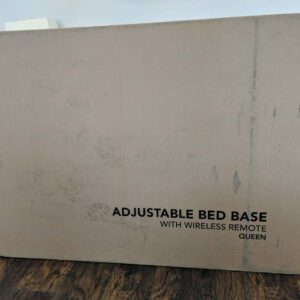 ADJUSTABLE BED BASE
WITH WIRELESS REMOTE
QUEEN